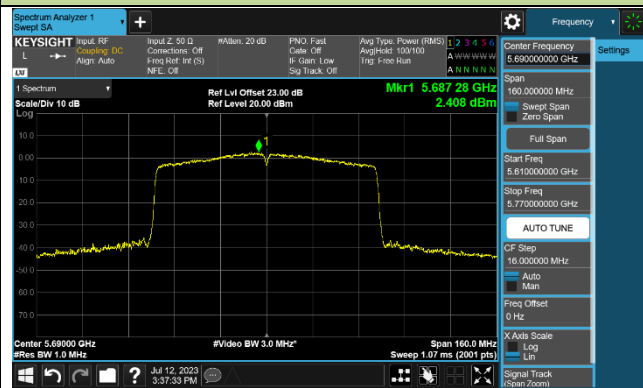 Spectrum Analyzer 1
Swept SA
+
Frequency
KEYSIGHT
L
LXI
Input: RF
Coupling: DC
Align: Auto
Input Z: 50 Ω
Corrections: Off
Freq Ref: Int (S)
NFE: Off
#Atten: 20 dB
PNO: Fast
Gate: Off
IF Gain: Low
Sig Track: Off
Avg Type: Power (RMS)
Avg|Hold: 100/100
Trig: Free Run
1 2 3 4 5 6
A W W W W W
A N N N N N
1 Spectrum
Scale/Div 10 dB
Log
Ref Lvl Offset 23.00 dB
Ref Level 20.00 dBm
Mkr1 5.687 28 GHz
2.408 dBm
1
10.0
0.00
-10.0
-20.0
-30.0
-40.0
-50.0
-60.0
-70.0
Center 5.69000 GHz
#Res BW 1.0 MHz
#Video BW 3.0 MHz*
Span 160.0 MHz
Sweep 1.07 ms (2001 pts)
Jul 12, 2023
3:37:33 PM
?
Center Frequency
5.690000000 GHz
Span
160.000000 MHz
Swept Span
Zero Span
Full Span
Start Freq
5.610000000 GHz
Stop Freq
5.770000000 GHz
AUTO TUNE
CF Step
16.000000 MHz
Auto
Man
Freq Offset
0 Hz
X Axis Scale
Log
Lin
Signal Track
(Span Zoom)
Settings